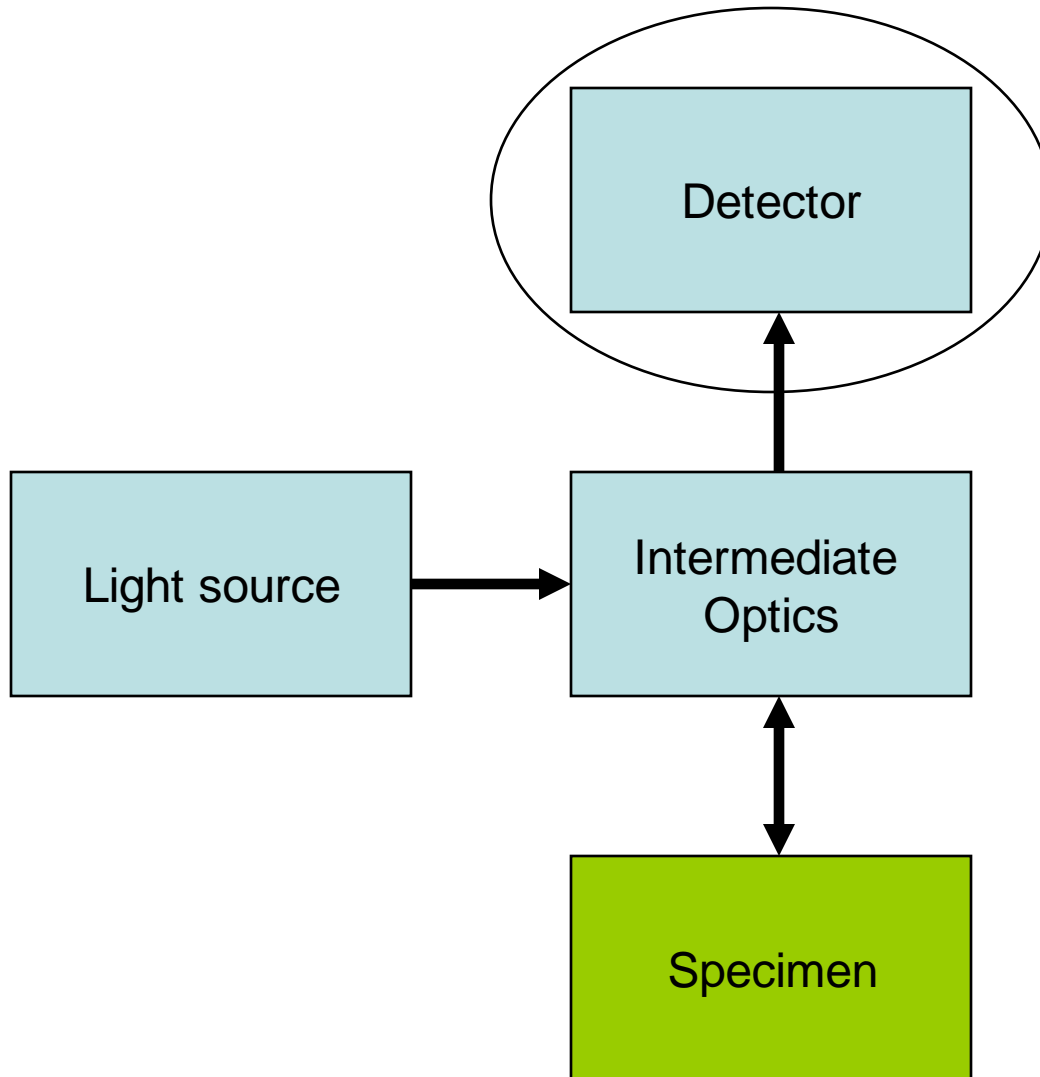 Detector
Light source
Intermediate
Optics
Specimen